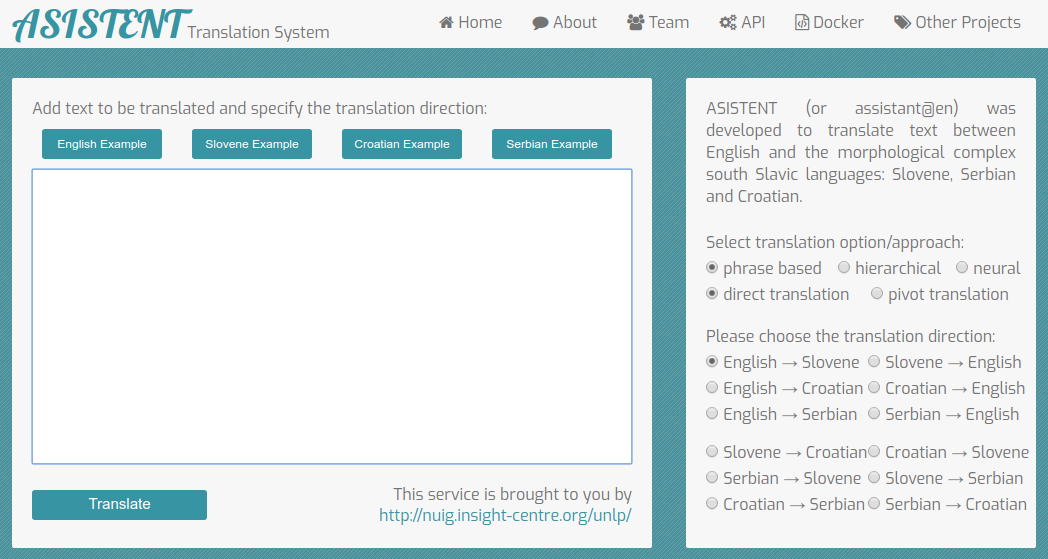 ASISTENT Translation System
Home About Team API Docker Other Projects
Add text to be translated and specify the translation direction:
English Example Slovene Example Croatian Example Serbian Example
Translate
This service is brought to you by
http://nuig.insight-centre.org/unlp/
ASISTENT (or assistant@en) was
developed to translate text between
English and the morphological complex
south Slavic languages: Slovene, Serbian
and Croatian.
Select translation option/approach:
phrase based hierarchical neural
direct translation pivot translation
Please choose the translation direction:
English → Slovene Slovene → English
English → Croatian Croatian → English
English → Serbian Serbian → English
Slovene → Croatian Croatian → Slovene
Serbian → Slovene Slovene → Serbian
Croatian → Serbian Serbian → Croatian